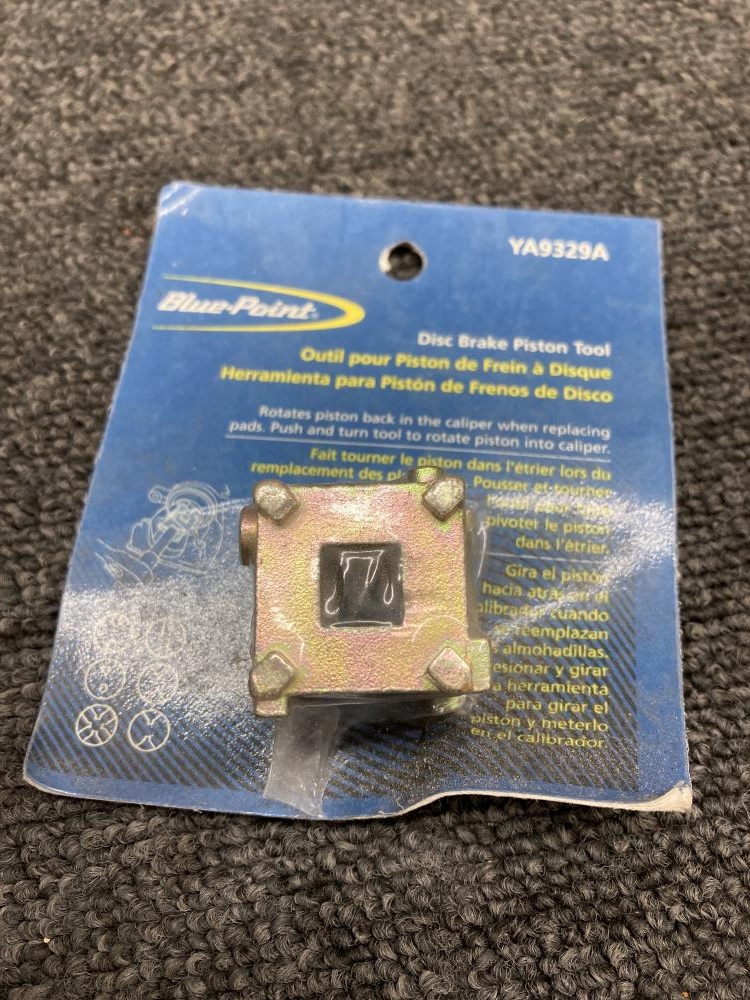 YA9329A
Blue-Point
Disc Brake Piston Tool
Outil pour Piston de Frein à Disque
Herramienta para Pistón de Frenos de Disco
Rotates piston back in the caliper when replacing
pads. Push and turn tool to rotate piston into caliper.
Fait tourner le piston dans l'étrier lors du
remplacement des
Pousser et tourner
pivoter le piston
dans l'étrier.
Gira el pistón
hacia atrás en el
cuando
se reemplazan
almohadillas.
y girar
herramienta
para girar el
pistón y meterlo
en el calibrador.